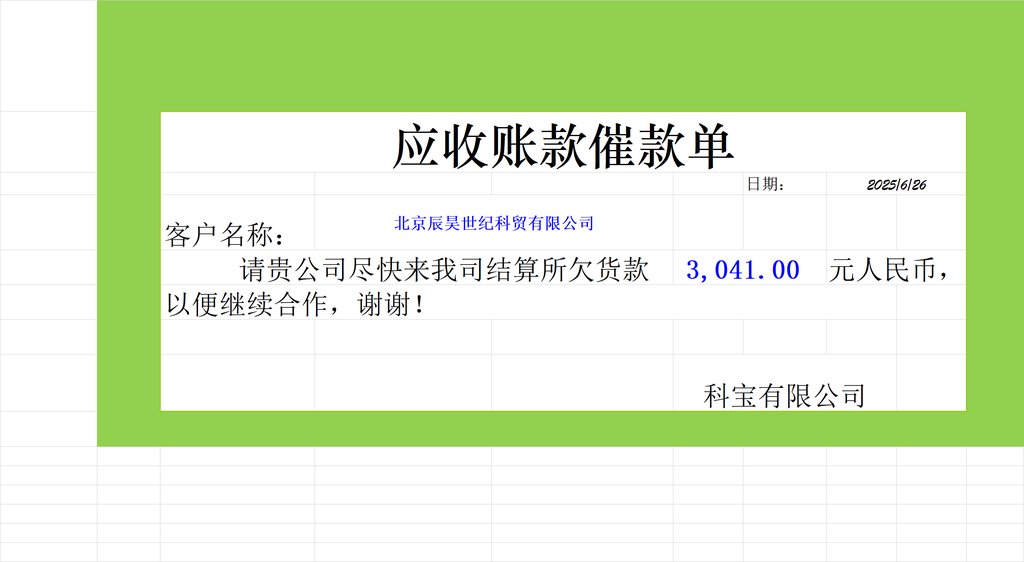 应收账款催款单
日期： 2025/6/26
客户名称： 北京辰昊世纪科贸有限公司
请贵公司尽快来我司结算所欠货款 3,041.00 元人民币，
以便继续合作，谢谢！
科宝有限公司